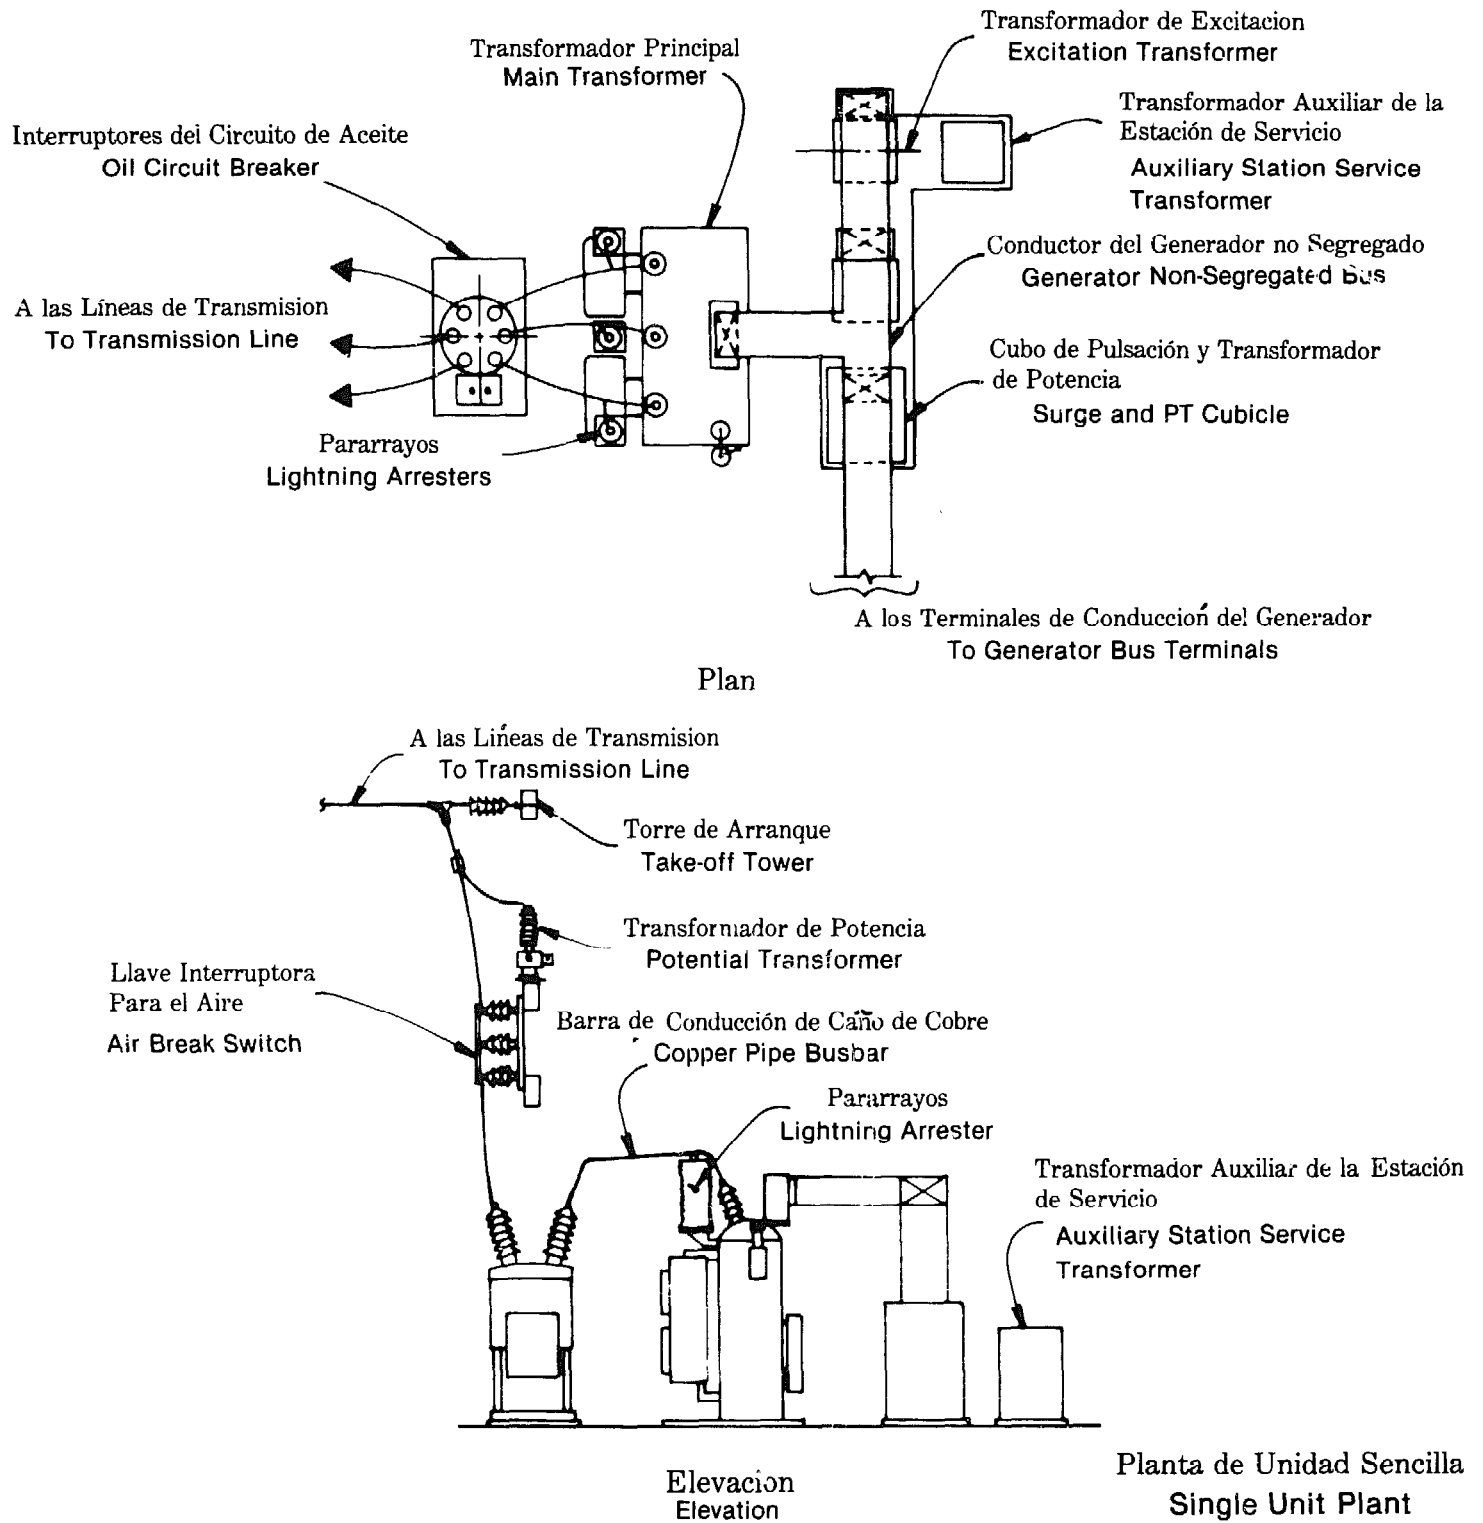 Transformador de Excitacion
Excitation Transformer
Transformador Principal
Main Transformer
Transformador Auxiliar de la
Estación de Servicio
Auxiliary Station Service
Transformer
Interruptores del Circuito de Aceite
Oil Circuit Breaker
Conductor del Generador no Segregado
Generator Non-Segregated Bus
A las Líneas de Transmision
To Transmission Line
Cubo de Pulsación y Transformador
de Potencia
Surge and PT Cubicle
Pararrayos
Lightning Arresters
A los Terminales de Conducción del Generador
To Generator Bus Terminals
Plan
A las Líneas de Transmision
To Transmission Line
Torre de Arranque
Take-off Tower
Transformador de Potencia
Potential Transformer
Llave Interruptora
Para el Aire
Air Break Switch
Barra de Conducción de Caño de Cobre
Copper Pipe Busbar
Pararrayos
Lightning Arrester
Transformador Auxiliar de la Estación
de Servicio
Auxiliary Station Service
Transformer
Elevacion
Elevation
Planta de Unidad Sencilla
Single Unit Plant